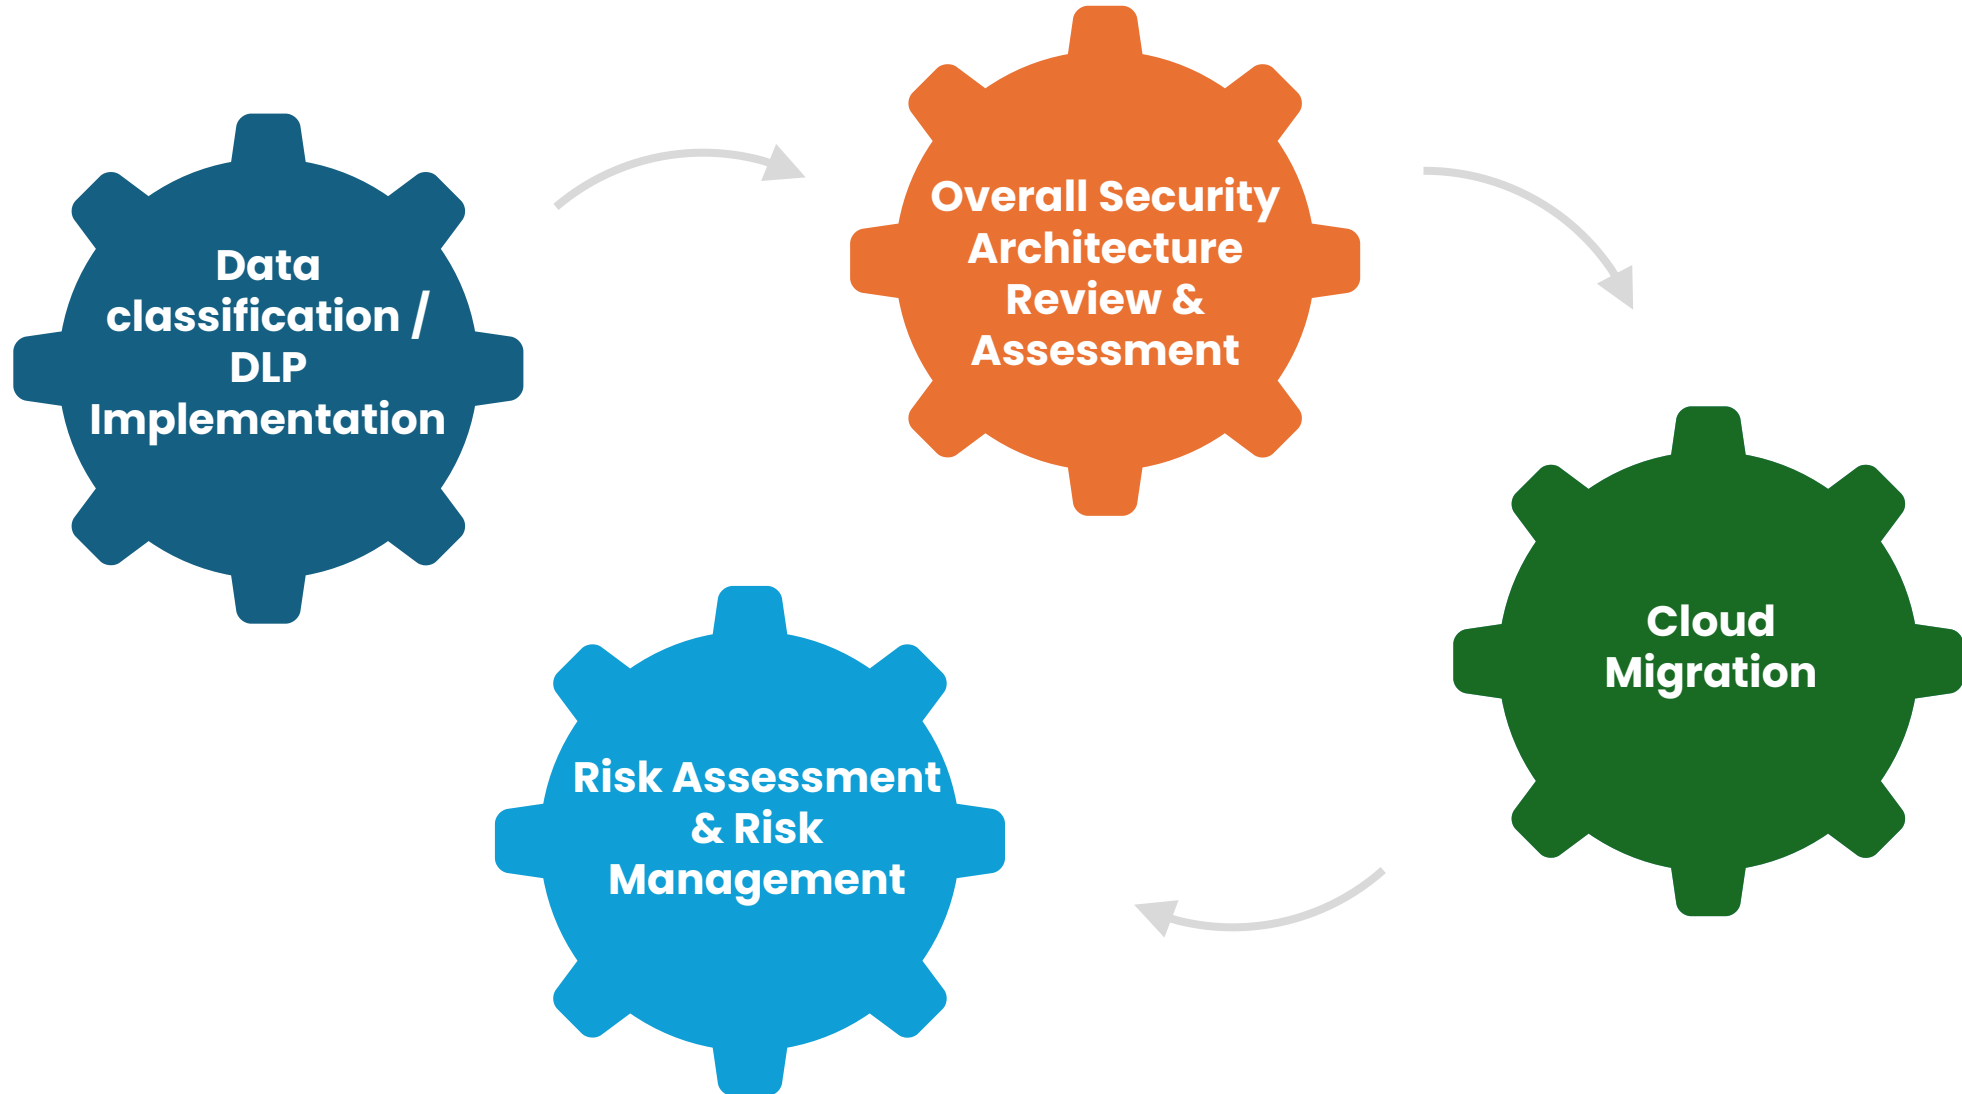 Data
classification /
DLP
Implementation
Overall Security
Architecture
Review &
Assessment
Cloud
Migration
Risk Assessment
& Risk
Management